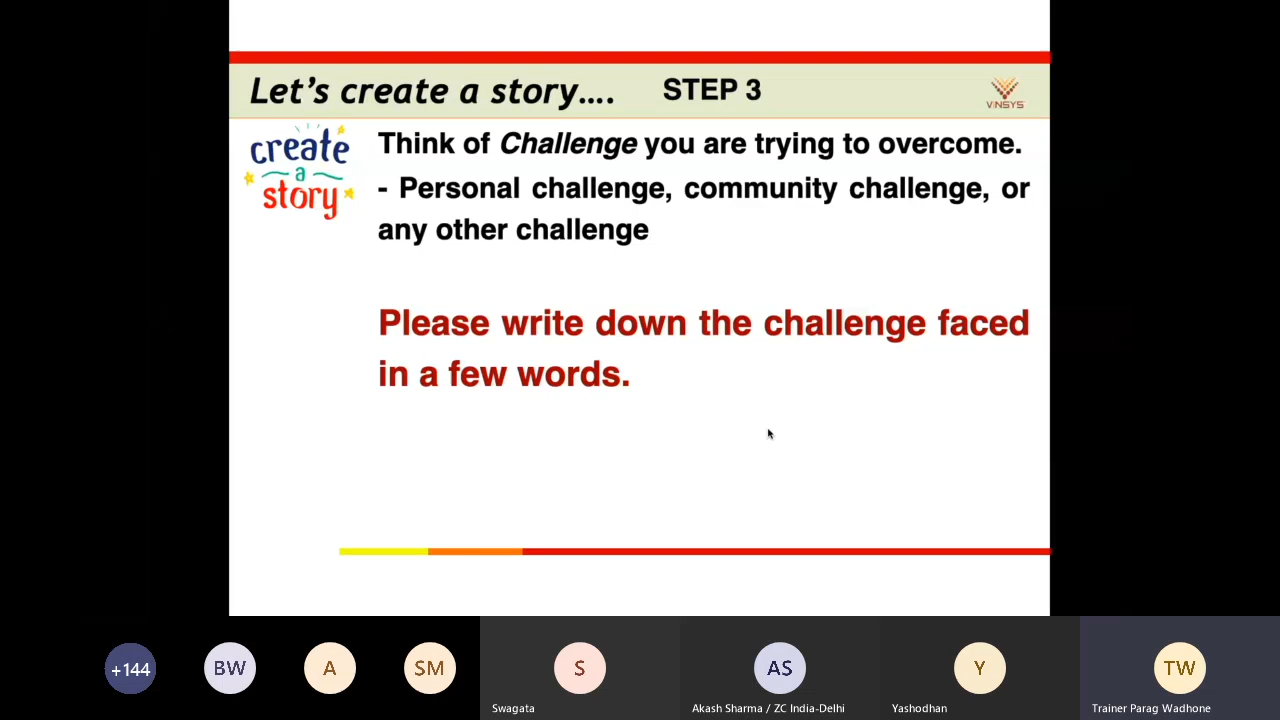 Let's create a story.... STEP 3
VINSYS
create
a
story
Think of Challenge you are trying to overcome.
- Personal challenge, community challenge, or
any other challenge
Please write down the challenge faced
in a few words.
+144 BW A SM S AS Y TW
Swagata Akash Sharma / ZC India-Delhi Yashodhan Trainer Parag Wadhone